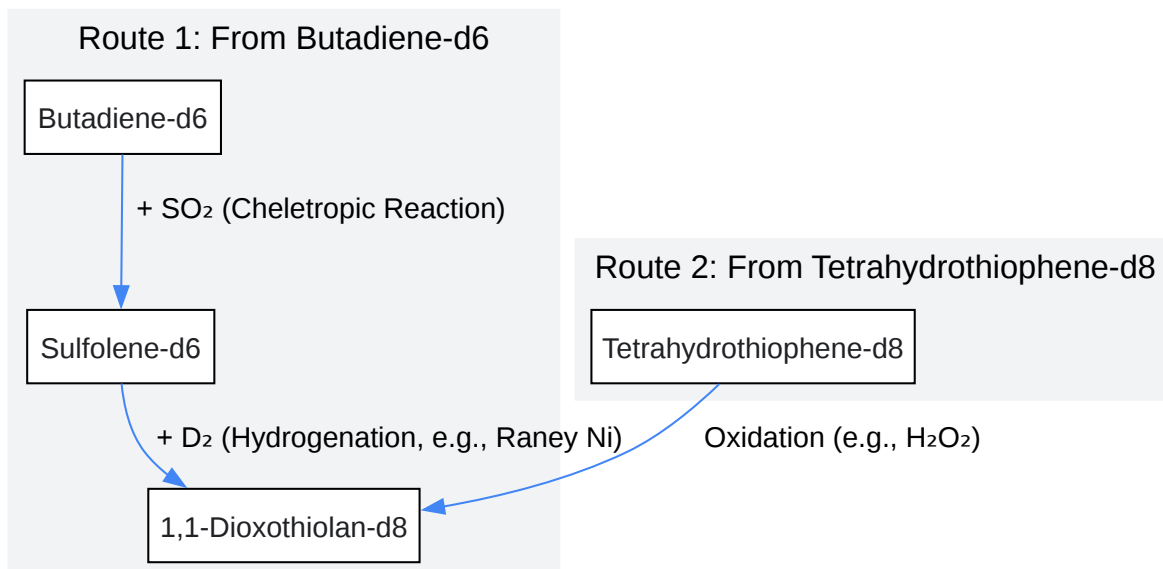 Route 1: From Butadiene-d6
Butadiene-d6
+ SO₂ (Cheletropic Reaction)
Route 2: From Tetrahydrothiophene-d8
Sulfolene-d6
Tetrahydrothiophene-d8
+ D₂ (Hydrogenation, e.g., Raney Ni)
Oxidation (e.g., H₂O₂)
1,1-Dioxothiolan-d8